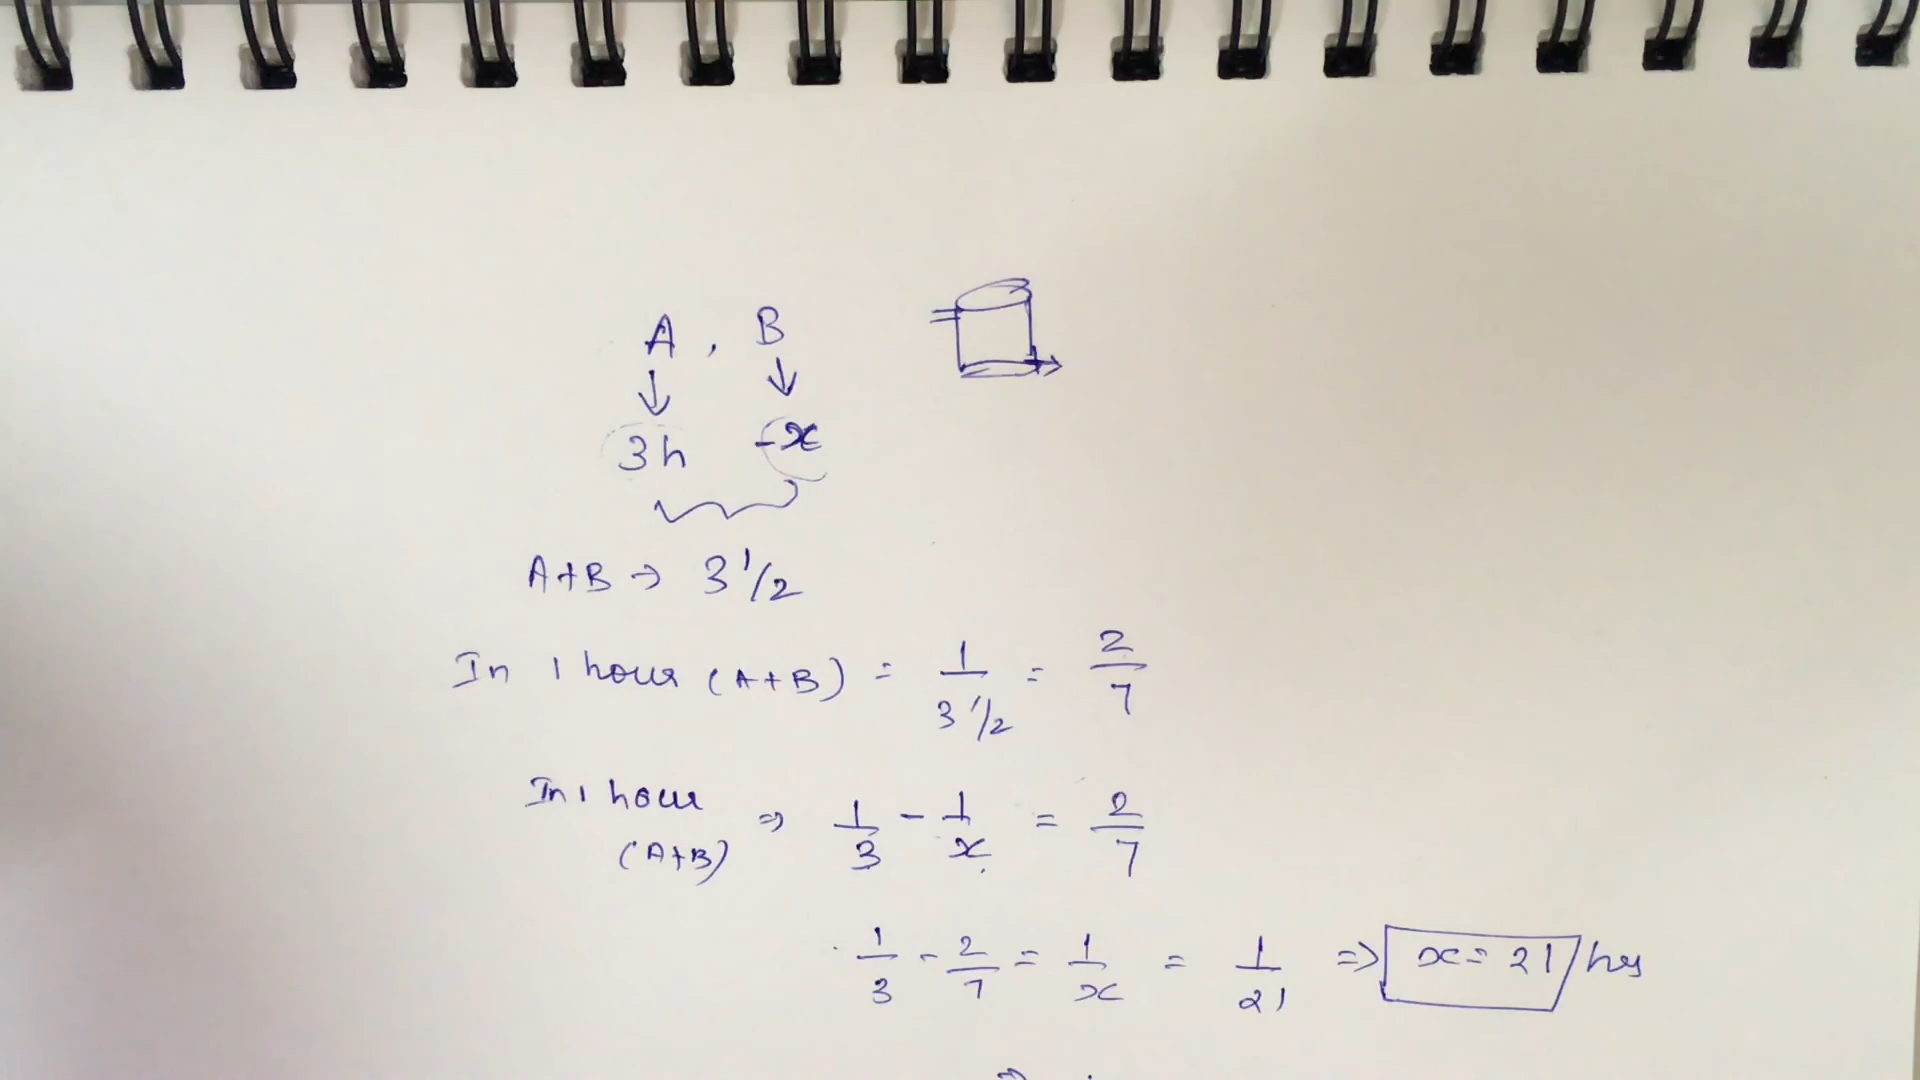 A , B
↓ ↓
3h -x
A+B → 3 1/2
In 1 hour (A+B) = 1/(3 1/2) = 2/7
In 1 hour
(A+B) ⇒ 1/3 - 1/x = 2/7
1/3 - 2/7 = 1/x = 1/21 ⇒ x = 21 hrs